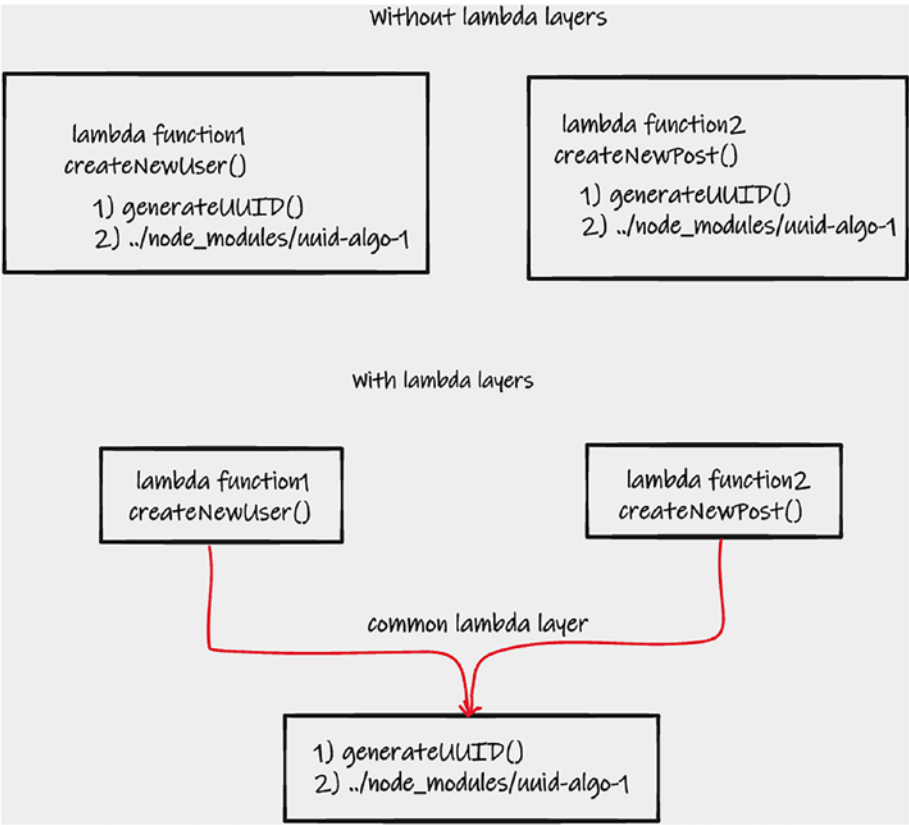 Without lambda layers
lambda function1
createNewUser()
1) generateUUID()
2) ../node_modules/uuid-algo-1
lambda function2
createNewPost()
1) generateUUID()
2) ../node_modules/uuid-algo-1
With lambda layers
lambda function1
createNewUser()
lambda function2
createNewPost()
common lambda layer
1) generateUUID()
2) ../node_modules/uuid-algo-1